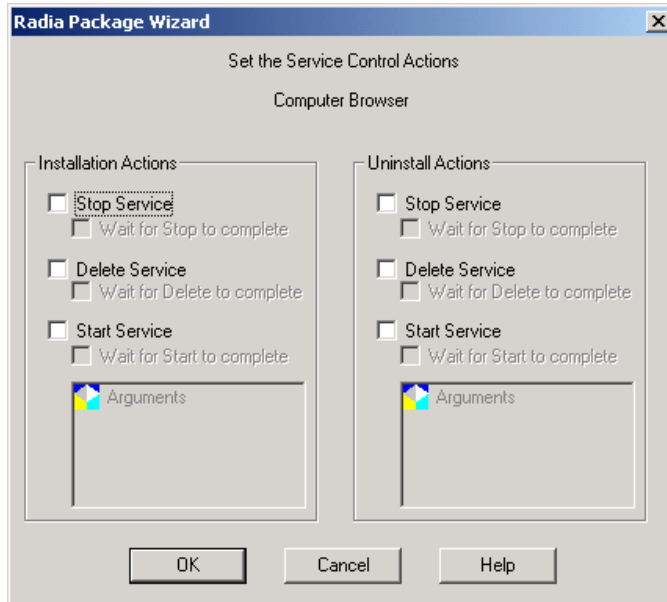 Radia Package Wizard
Set the Service Control Actions
Computer Browser
Installation Actions
Stop Service
Wait for Stop to complete
Delete Service
Wait for Delete to complete
Start Service
Wait for Start to complete
Arguments
Uninstall Actions
Stop Service
Wait for Stop to complete
Delete Service
Wait for Delete to complete
Start Service
Wait for Start to complete
Arguments
OK
Cancel
Help